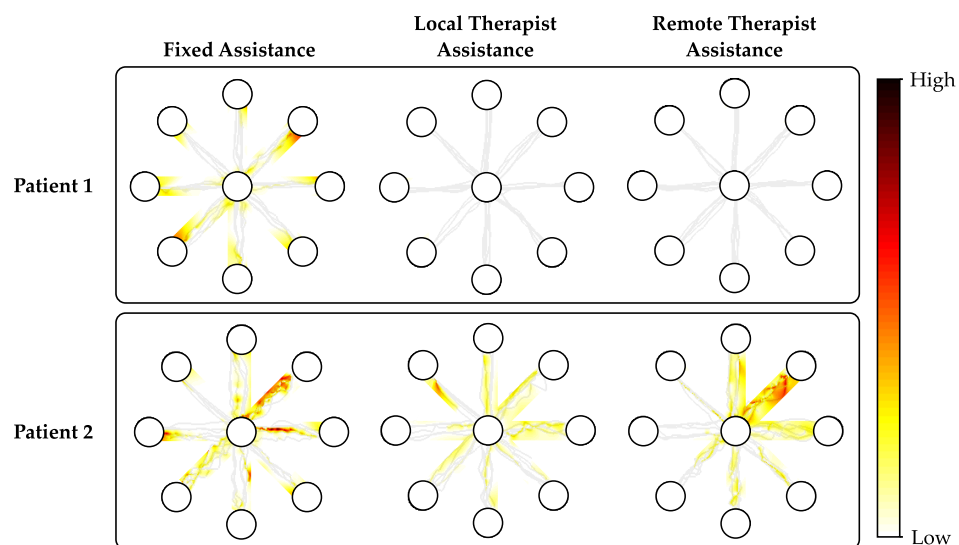 Fixed Assistance
Local Therapist
Assistance
Remote Therapist
Assistance
High
Patient 1
Patient 2
Low